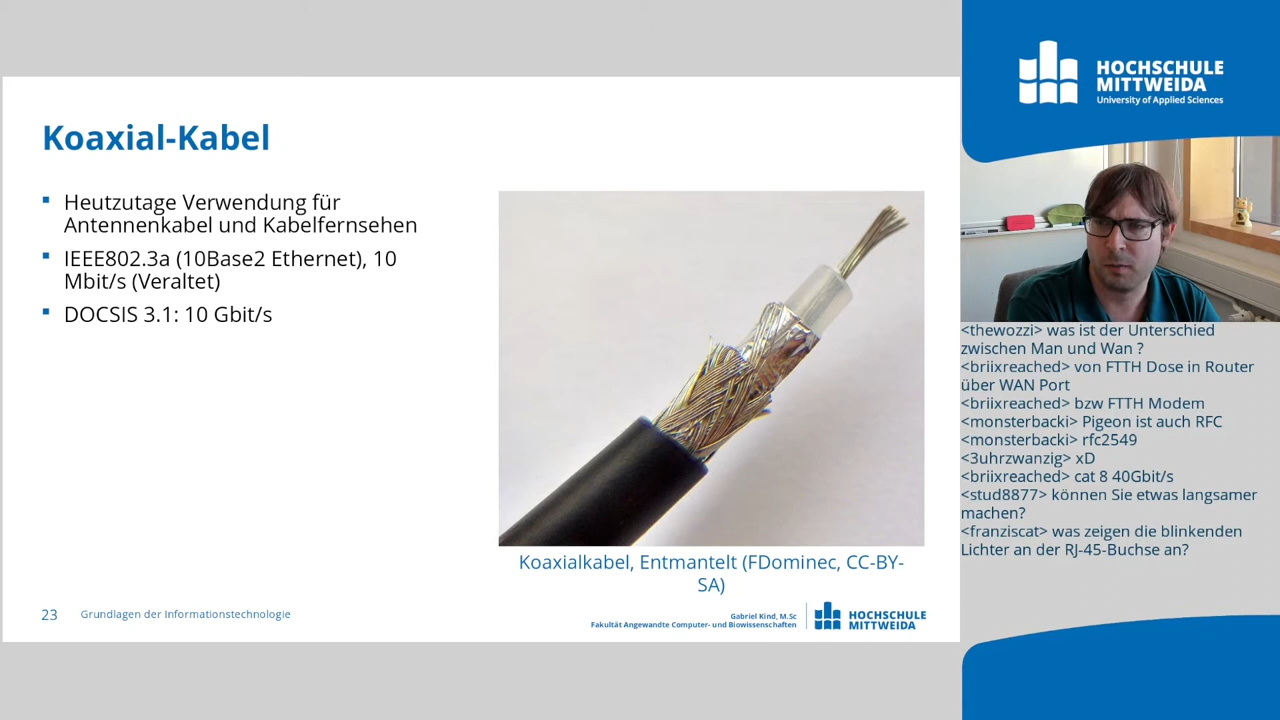 Koaxial-Kabel
Heutzutage Verwendung für
Antennenkabel und Kabelfernsehen
IEEE802.3a (10Base2 Ethernet), 10
Mbit/s (Veraltet)
DOCSIS 3.1: 10 Gbit/s
Koaxialkabel, Entmantelt (FDominec, CC-BY-
SA)
23 Grundlagen der Informationstechnologie
Gabriel Kind, M.Sc
Fakultät Angewandte Computer- und Biowissenschaften
HOCHSCHULE
MITTWEIDA
HOCHSCHULE
MITTWEIDA
University of Applied Sciences
<thewozzi> was ist der Unterschied
zwischen Man und Wan ?
<briixreached> von FTTH Dose in Router
über WAN Port
<briixreached> bzw FTTH Modem
<monsterbacki> Pigeon ist auch RFC
<monsterbacki> rfc2549
<3uhrzwanzig> xD
<briixreached> cat 8 40Gbit/s
<stud8877> können Sie etwas langsamer
machen?
<franziscat> was zeigen die blinkenden
Lichter an der RJ-45-Buchse an?